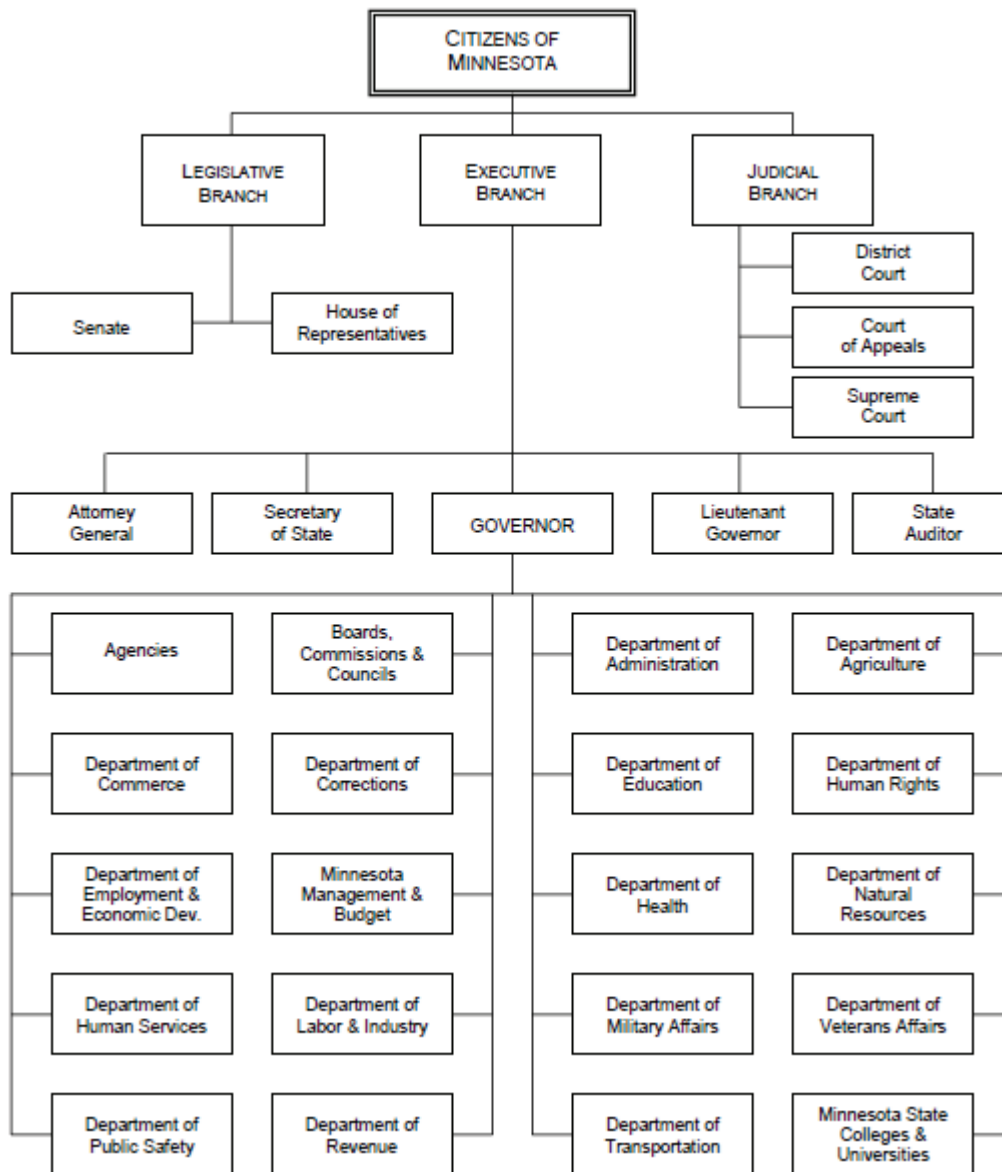 CITIZENS OF
MINNESOTA
LEGISLATIVE
BRANCH
EXECUTIVE
BRANCH
JUDICIAL
BRANCH
District
Court
Senate
House of
Representatives
Court
of Appeals
Supreme
Court
Attorney
General
Secretary
of State
GOVERNOR
Lieutenant
Governor
State
Auditor
Agencies
Boards,
Commissions &
Councils
Department of
Administration
Department of
Agriculture
Department of
Commerce
Department of
Corrections
Department of
Education
Department of
Human Rights
Department of
Employment &
Economic Dev.
Minnesota
Management &
Budget
Department of
Health
Department of
Natural
Resources
Department of
Human Services
Department of
Labor & Industry
Department of
Military Affairs
Department of
Veterans Affairs
Department of
Public Safety
Department of
Revenue
Department of
Transportation
Minnesota State
Colleges &
Universities